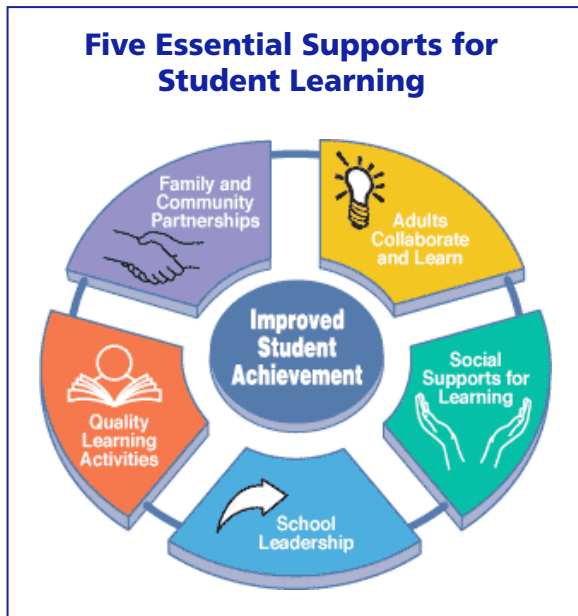 Five Essential Supports for
Student Learning
Family and
Community
Partnerships
Adults
Collaborate
and Learn
Improved
Student
Achievement
Social
Supports for
Learning
Quality
Learning
Activities
School
Leadership